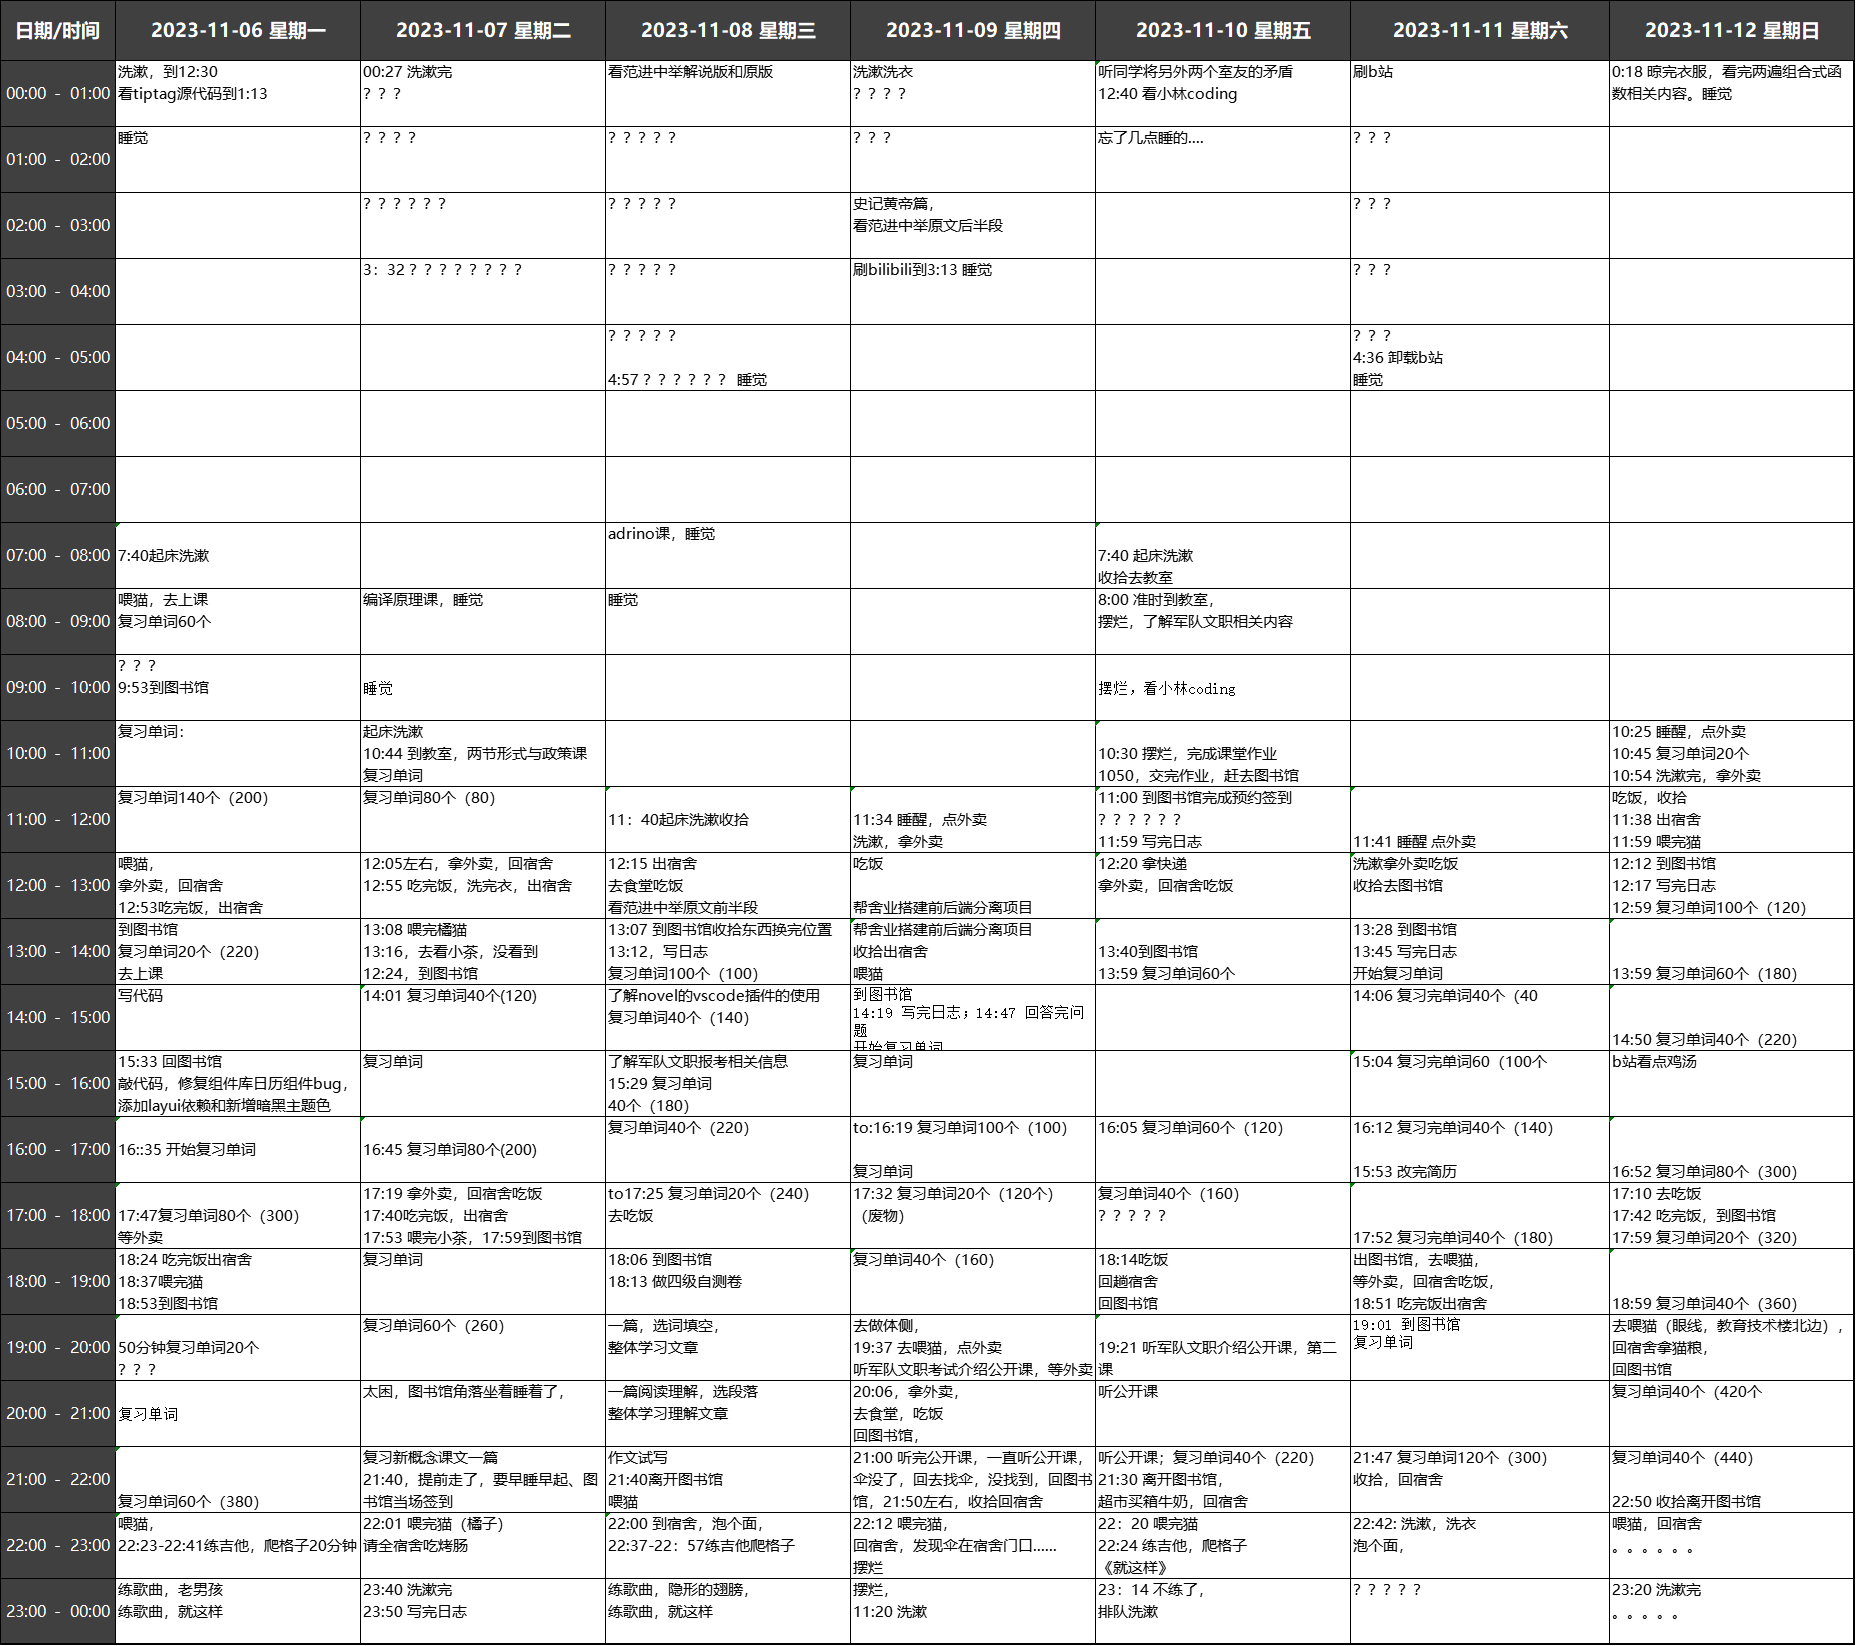 日期/时间 2023-11-06 星期一 2023-11-07 星期二 2023-11-08 星期三 2023-11-09 星期四 2023-11-10 星期五 2023-11-11 星期六 2023-11-12 星期日
00:00 - 01:00
洗漱，到12:30
看tiptag源代码到1:13
00:27 洗漱完
？？？
看范进中举解说版和原版
洗漱洗衣
？？？？
听同学将另外两个室友的矛盾
12:40 看小林coding
刷b站
0:18 晾完衣服，看完两遍组合式函
数相关内容。睡觉
01:00 - 02:00
睡觉
？？？？
？？？？？
？？？
忘了几点睡的....
？？？
02:00 - 03:00
？？？？？？
？？？？？
史记黄帝篇，
看范进中举原文后半段
？？？
03:00 - 04:00
3：32？？？？？？？？
？？？？？
刷bilibili到3:13 睡觉
？？？
04:00 - 05:00
？？？？？
4:57？？？？？？ 睡觉
？？？
4:36 卸载b站
睡觉
05:00 - 06:00
06:00 - 07:00
07:00 - 08:00
7:40起床洗漱
adrino课，睡觉
7:40 起床洗漱
收拾去教室
08:00 - 09:00
喂猫，去上课
复习单词60个
编译原理课，睡觉
睡觉
8:00 准时到教室，
摆烂，了解军队文职相关内容
09:00 - 10:00
？？？
9:53到图书馆
睡觉
摆烂，看小林coding
10:00 - 11:00
复习单词：
起床洗漱
10:44 到教室，两节形式与政策课
复习单词
10:30 摆烂，完成课堂作业
1050，交完作业，赶去图书馆
10:25 睡醒，点外卖
10:45 复习单词20个
10:54 洗漱完，拿外卖
11:00 - 12:00
复习单词140个（200）
复习单词80个（80）
11：40起床洗漱收拾
11:34 睡醒，点外卖
洗漱，拿外卖
11:00 到图书馆完成预约签到
？？？？？？
11:59 写完日志
11:41 睡醒 点外卖
吃饭，收拾
11:38 出宿舍
11:59 喂完猫
12:00 - 13:00
喂猫，
拿外卖，回宿舍
12:53吃完饭，出宿舍
12:05左右，拿外卖，回宿舍
12:55 吃完饭，洗完衣，出宿舍
12:15 出宿舍
去食堂吃饭
看范进中举原文前半段
吃饭
帮舍业搭建前后端分离项目
12:20 拿快递
拿外卖，回宿舍吃饭
洗漱拿外卖吃饭
收拾去图书馆
12:12 到图书馆
12:17 写完日志
12:59 复习单词100个（120）
13:00 - 14:00
到图书馆
复习单词20个（220）
去上课
13:08 喂完橘猫
13:16，去看小茶，没看到
12:24，到图书馆
13:07 到图书馆收拾东西换完位置
13:12，写日志
复习单词100个（100）
帮舍业搭建前后端分离项目
收拾出宿舍
喂猫
13:40到图书馆
13:59 复习单词60个
13:28 到图书馆
13:45 写完日志
开始复习单词
13:59 复习单词60个（180）
14:00 - 15:00
写代码
14:01 复习单词40个(120)
了解novel的vscode插件的使用
复习单词40个（140）
到图书馆
14:19 写完日志；14:47 回答完问
题
开始复习单词
14:06 复习完单词40个（40
14:50 复习单词40个（220）
15:00 - 16:00
15:33 回图书馆
敲代码，修复组件库日历组件bug，
添加layui依赖和新增暗黑主题色
复习单词
了解军队文职报考相关信息
15:29 复习单词
40个（180）
复习单词
15:04 复习完单词60（100个
b站看点鸡汤
16:00 - 17:00
16::35 开始复习单词
16:45 复习单词80个(200)
复习单词40个（220）
to:16:19 复习单词100个（100）
复习单词
16:05 复习单词60个（120）
16:12 复习完单词40个（140）
15:53 改完简历
16:52 复习单词80个（300）
17:00 - 18:00
17:47复习单词80个（300）
等外卖
17:19 拿外卖，回宿舍吃饭
17:40吃完饭，出宿舍
17:53 喂完小茶，17:59到图书馆
to17:25 复习单词20个（240）
去吃饭
17:32 复习单词20个（120个）
（废物）
复习单词40个（160）
？？？？？
17:52 复习完单词40个（180）
17:10 去吃饭
17:42 吃完饭，到图书馆
17:59 复习单词20个（320）
18:00 - 19:00
18:24 吃完饭出宿舍
18:37喂完猫
18:53到图书馆
复习单词
18:06 到图书馆
18:13 做四级自测卷
复习单词40个（160）
18:14吃饭
回趟宿舍
回图书馆
出图书馆，去喂猫，
等外卖，回宿舍吃饭，
18:51 吃完饭出宿舍
18:59 复习单词40个（360）
19:00 - 20:00
50分钟复习单词20个
？？？
复习单词60个（260）
一篇，选词填空，
整体学习文章
去做体侧，
19:37 去喂猫，点外卖
听军队文职考试介绍公开课，等外卖
19:21 听军队文职介绍公开课，第二
课
19:01 到图书馆
复习单词
去喂猫（眼线，教育技术楼北边），
回宿舍拿猫粮，
回图书馆
20:00 - 21:00
复习单词
太困，图书馆角落坐着睡着了，
一篇阅读理解，选段落
整体学习理解文章
20:06，拿外卖，
去食堂，吃饭
回图书馆，
听公开课
复习单词40个（420个
21:00 - 22:00
复习单词60个（380）
复习新概念课文一篇
21:40，提前走了，要早睡早起、图
书馆当场签到
作文试写
21:40离开图书馆
喂猫
21:00 听完公开课，一直听公开课，
伞没了，回去找伞，没找到，回图书
馆，21:50左右，收拾回宿舍
听公开课；复习单词40个（220）
21:30 离开图书馆，
超市买箱牛奶，回宿舍
21:47 复习单词120个（300）
收拾，回宿舍
复习单词40个（440）
22:50 收拾离开图书馆
22:00 - 23:00
喂猫，
22:23-22:41练吉他，爬格子20分钟
22:01 喂完猫（橘子）
请全宿舍吃烤肠
22:00 到宿舍，泡个面，
22:37-22：57练吉他爬格子
22:12 喂完猫，
回宿舍，发现伞在宿舍门口......
摆烂
22：20 喂完猫
22:24 练吉他，爬格子
《就这样》
22:42: 洗漱，洗衣
泡个面，
喂猫，回宿舍
。。。。。。
23:00 - 00:00
练歌曲，老男孩
练歌曲，就这样
23:40 洗漱完
23:50 写完日志
练歌曲，隐形的翅膀，
练歌曲，就这样
摆烂，
11:20 洗漱
23：14 不练了，
排队洗漱
？？？？？
23:20 洗漱完
。。。。。